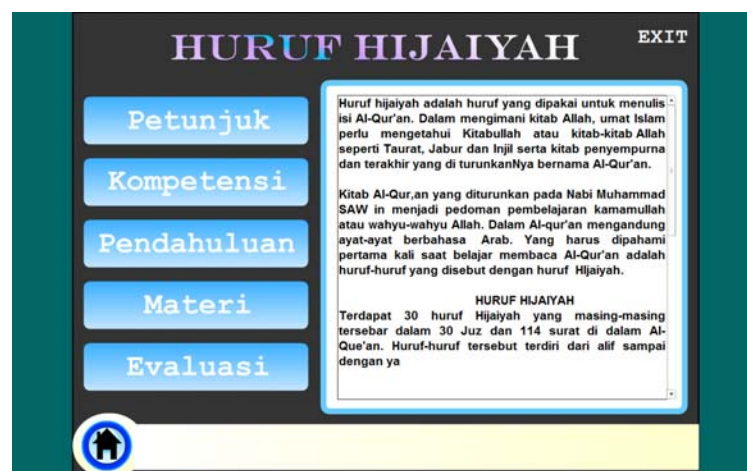 HURUF HIJAIYAH
EXIT
Petunjuk
Kompetensi
Pendahuluan
Materi
Evaluasi
Huruf hijaiyah adalah huruf yang dipakai untuk menulis
isi Al-Qur'an. Dalam mengimani kitab Allah, umat Islam
perlu mengetahui Kitabullah atau kitab-kitab Allah
seperti Taurat, Jabur dan Injil serta kitab penyempurna
dan terakhir yang di turunkanNya bernama Al-Qur'an.
Kitab Al-Qur,an yang diturunkan pada Nabi Muhammad
SAW in menjadi pedoman pembelajaran kamamullah
atau wahyu-wahyu Allah. Dalam Al-qur'an mengandung
ayat-ayat berbahasa Arab. Yang harus dipahami
pertama kali saat belajar membaca Al-Qur'an adalah
huruf-huruf yang disebut dengan huruf HIjaiyah.
HURUF HIJAIYAH
Terdapat 30 huruf Hijaiyah yang masing-masing
tersebar dalam 30 Juz dan 114 surat di dalam Al-
Que'an. Huruf-huruf tersebut terdiri dari alif sampai
dengan ya